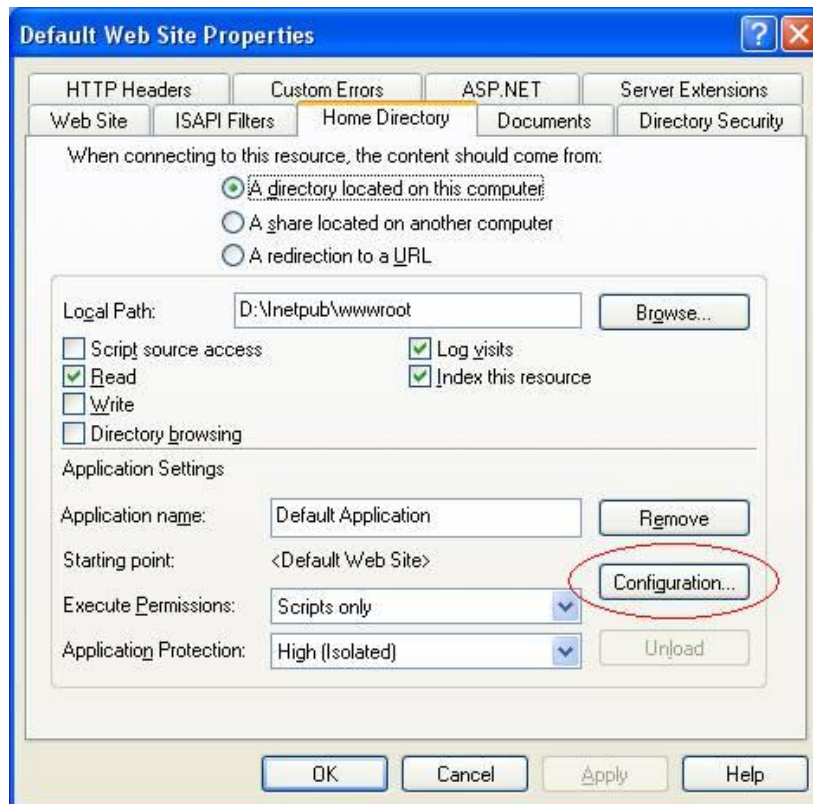 Default Web Site Properties
HTTP Headers Custom Errors ASP.NET Server Extensions
Web Site ISAPI Filters Home Directory Documents Directory Security
When connecting to this resource, the content should come from:
A directory located on this computer
A share located on another computer
A redirection to a URL
Local Path: D:\Inetpub\wwwroot Browse...
Script source access Log visits
Read Index this resource
Write
Directory browsing
Application Settings
Application name: Default Application Remove
Starting point: <Default Web Site> Configuration...
Execute Permissions: Scripts only
Application Protection: High (Isolated) Unload
OK Cancel Apply Help